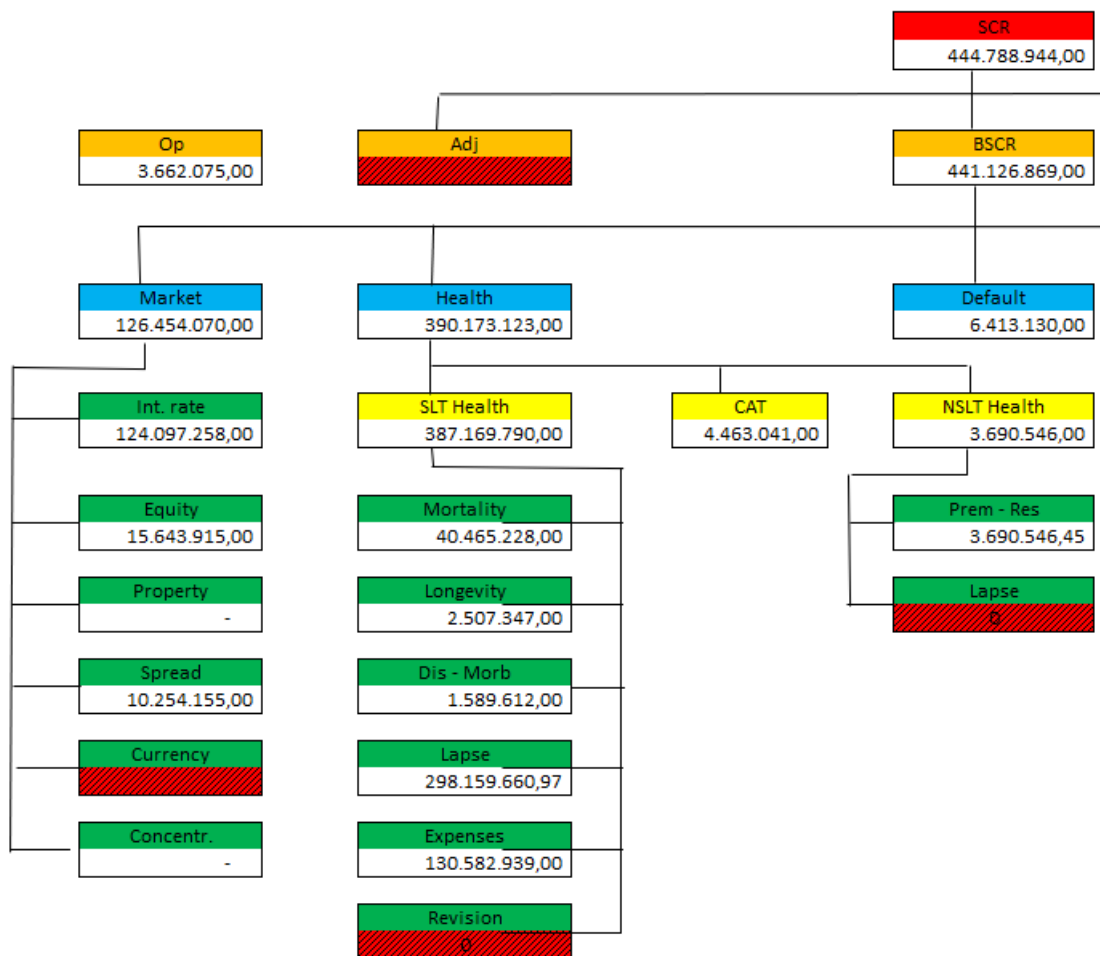 SCR
444.788.944,00
Op
3.662.075,00
Adj
BSCR
441.126.869,00
Market
126.454.070,00
Health
390.173.123,00
Default
6.413.130,00
Int. rate
124.097.258,00
SLT Health
387.169.790,00
CAT
4.463.041,00
NSLT Health
3.690.546,00
Equity
15.643.915,00
Mortality
40.465.228,00
Prem - Res
3.690.546,45
Property
-
Longevity
2.507.347,00
Lapse
0
Spread
10.254.155,00
Dis - Morb
1.589.612,00
Currency
Lapse
298.159.660,97
Concentr.
-
Expenses
130.582.939,00
Revision
0